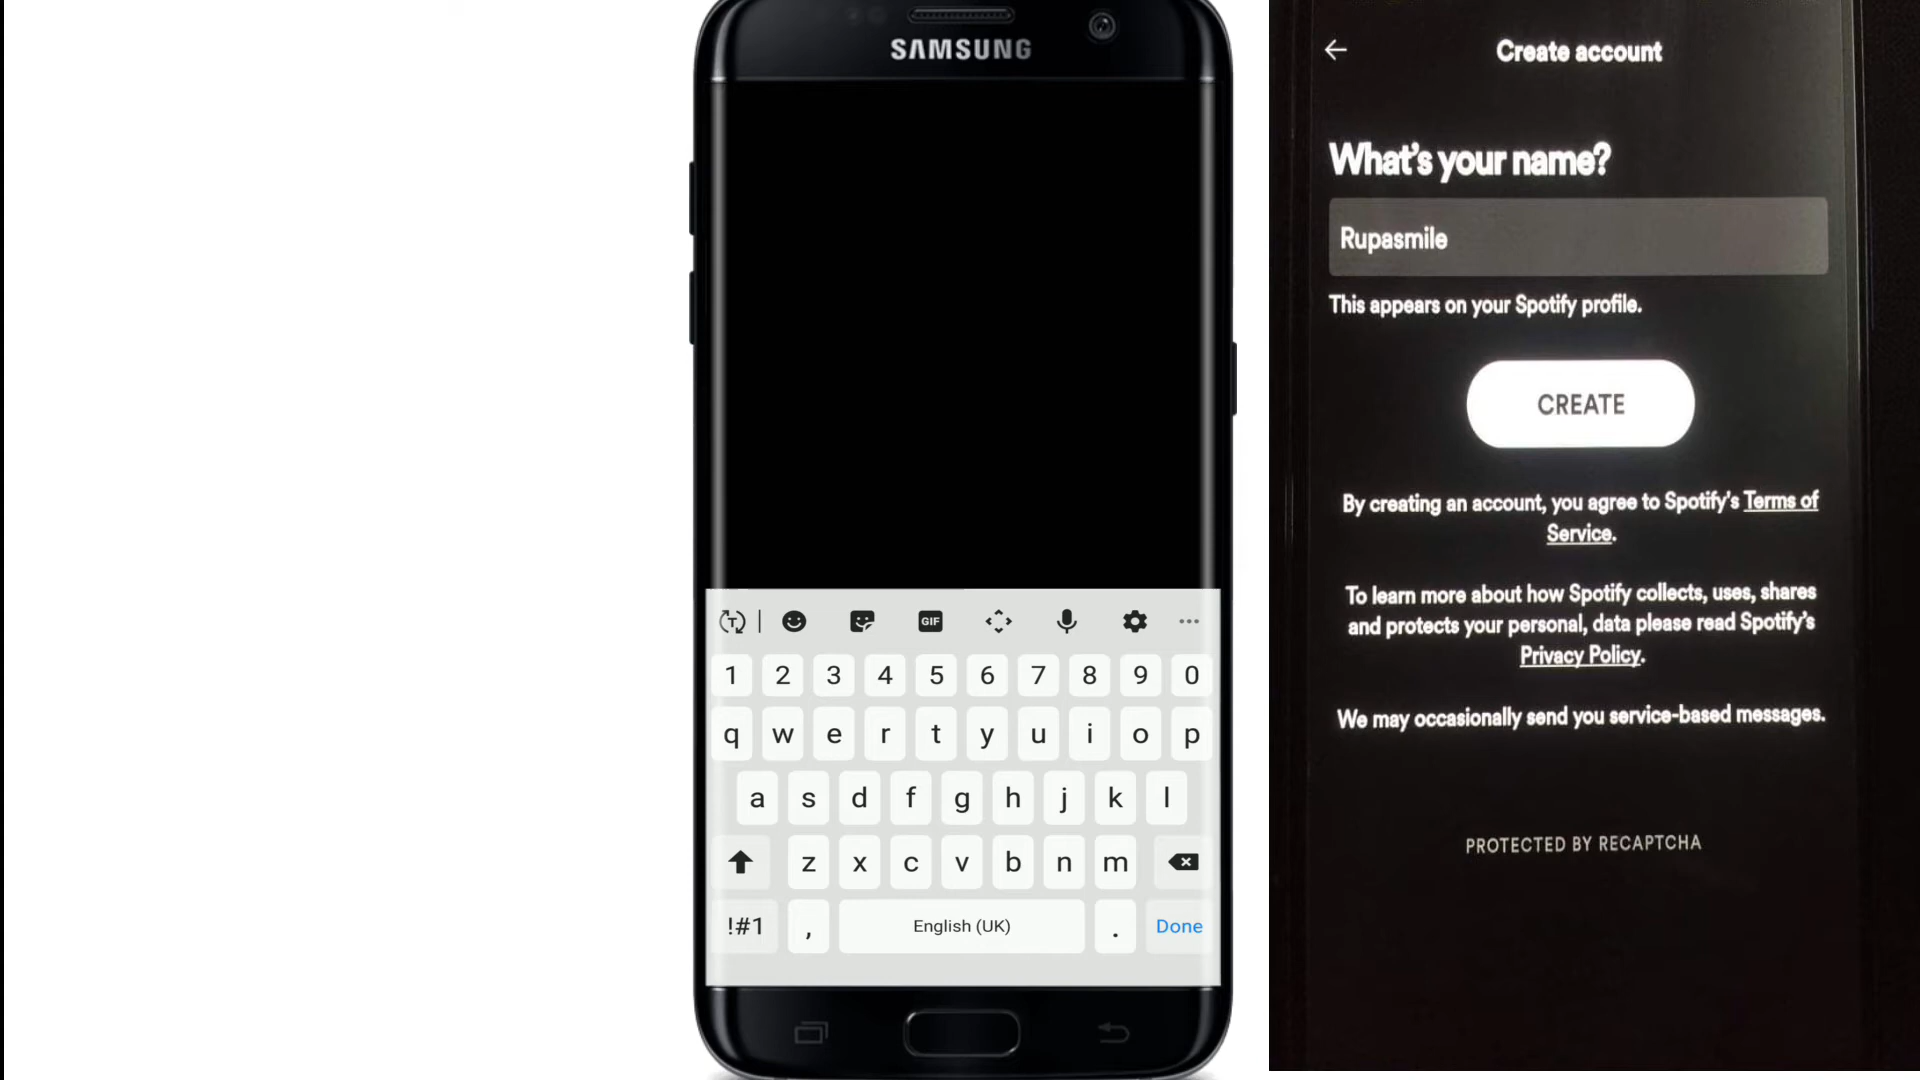 SAMSUNG
GIF
1 2 3 4 5 6 7 8 9 0
q w e r t y u i o p
a s d f g h j k l
z x c v b n m
!#1 , English (UK) . Done
Create account
What's your name?
Rupasmile
This appears on your Spotify profile.
CREATE
By creating an account, you agree to Spotify's Terms of
Service.
To learn more about how Spotify collects, uses, shares
and protects your personal, data please read Spotify's
Privacy Policy.
We may occasionally send you service-based messages.
PROTECTED BY RECAPTCHA